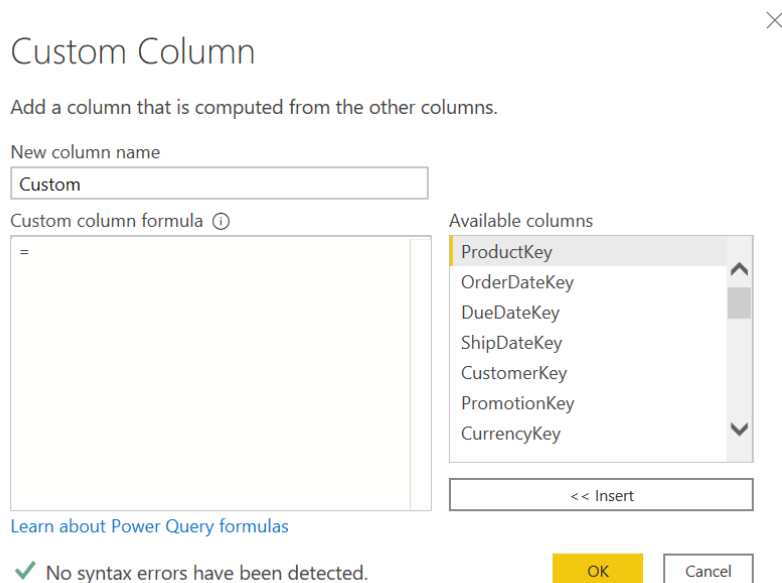 Custom Column
Add a column that is computed from the other columns.
New column name
Custom
Custom column formula
=
Available columns
ProductKey
OrderDateKey
DueDateKey
ShipDateKey
CustomerKey
PromotionKey
CurrencyKey
<< Insert
Learn about Power Query formulas
No syntax errors have been detected.
OK
Cancel